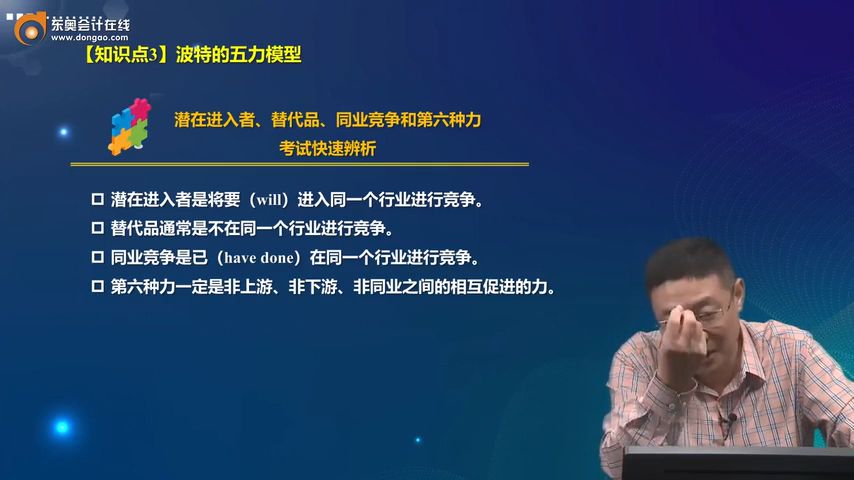 东奥会计在线
www.dongao.com
【知识点3】波特的五力模型
潜在进入者、替代品、同业竞争和第六种力
考试快速辨析
潜在进入者是将要（will）进入同一个行业进行竞争。
替代品通常是不在同一个行业进行竞争。
同业竞争是已（have done）在同一个行业进行竞争。
第六种力一定是非上游、非下游、非同业之间的相互促进的力。